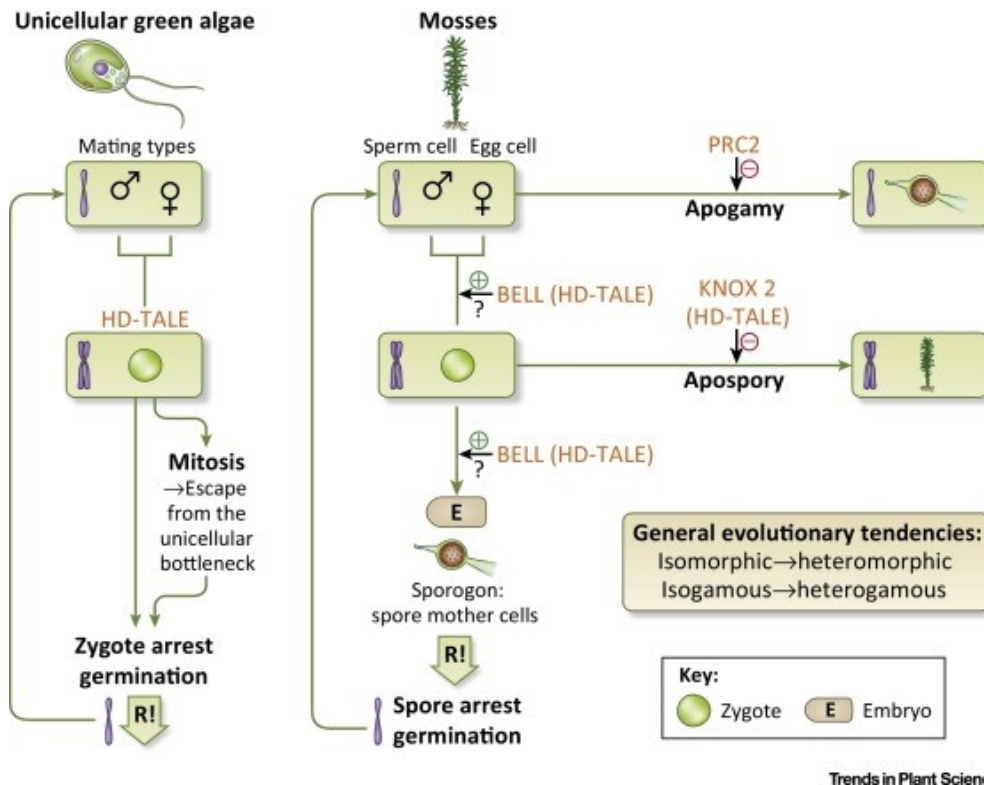 Unicellular green algae
Mating types
♂ ♀
HD-TALE
Mitosis
→Escape
from the
unicellular
bottleneck
Zygote arrest
germination
R!
Mosses
Sperm cell Egg cell
♂ ♀
PRC2
⊖
Apogamy
⊕
BELL (HD-TALE)
?
KNOX 2
(HD-TALE)
⊖
Apospory
⊕
BELL (HD-TALE)
?
E
Sporogon:
spore mother cells
R!
Spore arrest
germination
General evolutionary tendencies:
Isomorphic→heteromorphic
Isogamous→heterogamous
Key:
Zygote
E Embryo
Trends in Plant Scienc